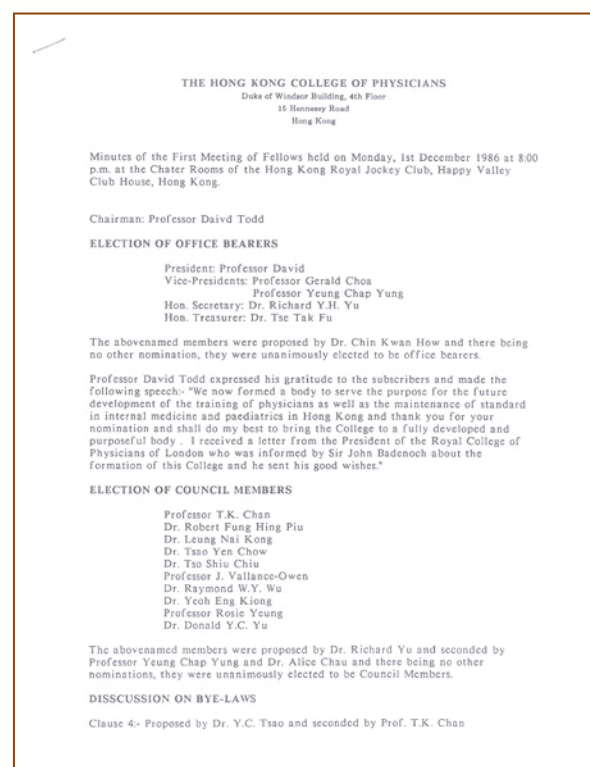 THE HONG KONG COLLEGE OF PHYSICIANS
Duke of Windsor Building, 4th Floor
15 Hennessy Road
Hong Kong
Minutes of the First Meeting of Fellows held on Monday, 1st December 1986 at 8:00
p.m. at the Chater Rooms of the Hong Kong Royal Jockey Club, Happy Valley
Club House, Hong Kong.
Chairman: Professor Daivd Todd
ELECTION OF OFFICE BEARERS
President: Professor David
Vice-Presidents: Professor Gerald Choa
Professor Yeung Chap Yung
Hon. Secretary: Dr. Richard Y.H. Yu
Hon. Treasurer: Dr. Tse Tak Fu
The abovenamed members were proposed by Dr. Chin Kwan How and there being
no other nomination, they were unanimously elected to be office bearers.
Professor David Todd expressed his gratitude to the subscribers and made the
following speech:- "We now formed a body to serve the purpose for the future
development of the training of physicians as well as the maintenance of standard
in internal medicine and paediatrics in Hong Kong and thank you for your
nomination and shall do my best to bring the College to a fully developed and
purposeful body . I received a letter from the President of the Royal College of
Physicians of London who was informed by Sir John Badenoch about the
formation of this College and he sent his good wishes."
ELECTION OF COUNCIL MEMBERS
Professor T.K. Chan
Dr. Robert Fung Hing Piu
Dr. Leung Nai Kong
Dr. Tsao Yen Chow
Dr. Tso Shiu Chiu
Professor J. Vallance-Owen
Dr. Raymond W.Y. Wu
Dr. Yeoh Eng Kiong
Professor Rosie Yeung
Dr. Donald Y.C. Yu
The abovenamed members were proposed by Dr. Richard Yu and seconded by
Professor Yeung Chap Yung and Dr. Alice Chau and there being no other
nominations, they were unanimously elected to be Council Members.
DISSCUSSION ON BYE-LAWS
Clause 4:- Proposed by Dr. Y.C. Tsao and seconded by Prof. T.K. Chan